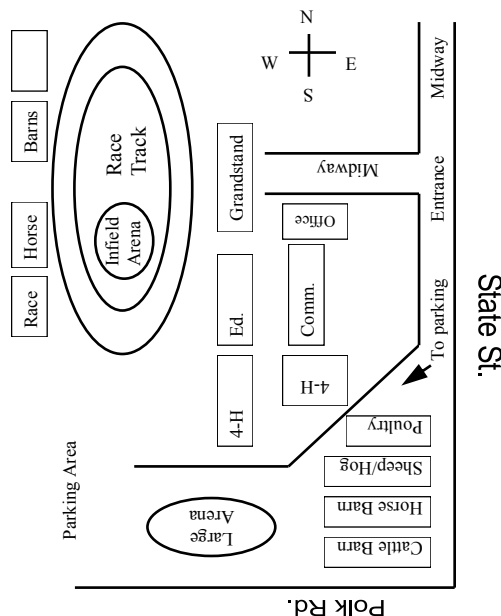 N
W E
S
Midway
Midway
Entrance
State St.
To parking
Barns
Horse
Race
Race
Track
Infield
Arena
Grandstand
Office
Ed.
Comm.
4-H
4-H
Poultry
Sheep/Hog
Horse Barn
Cattle Barn
Large
Arena
Parking Area
Polk Rd.